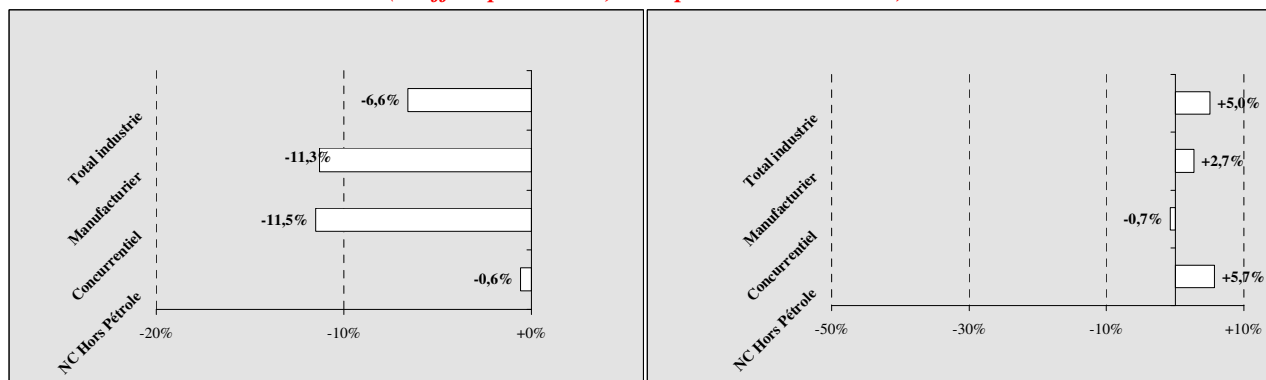 -6,6%
-11,3%
-11,5%
-0,6%
Total industrie
Manufacturier
Concurrentiel
NC Hors Pétrole
-20%
-10%
+0%
+5,0%
+2,7%
-0,7%
+5,7%
Total industrie
Manufacturier
Concurrentiel
NC Hors Pétrole
-50%
-30%
-10%
+10%